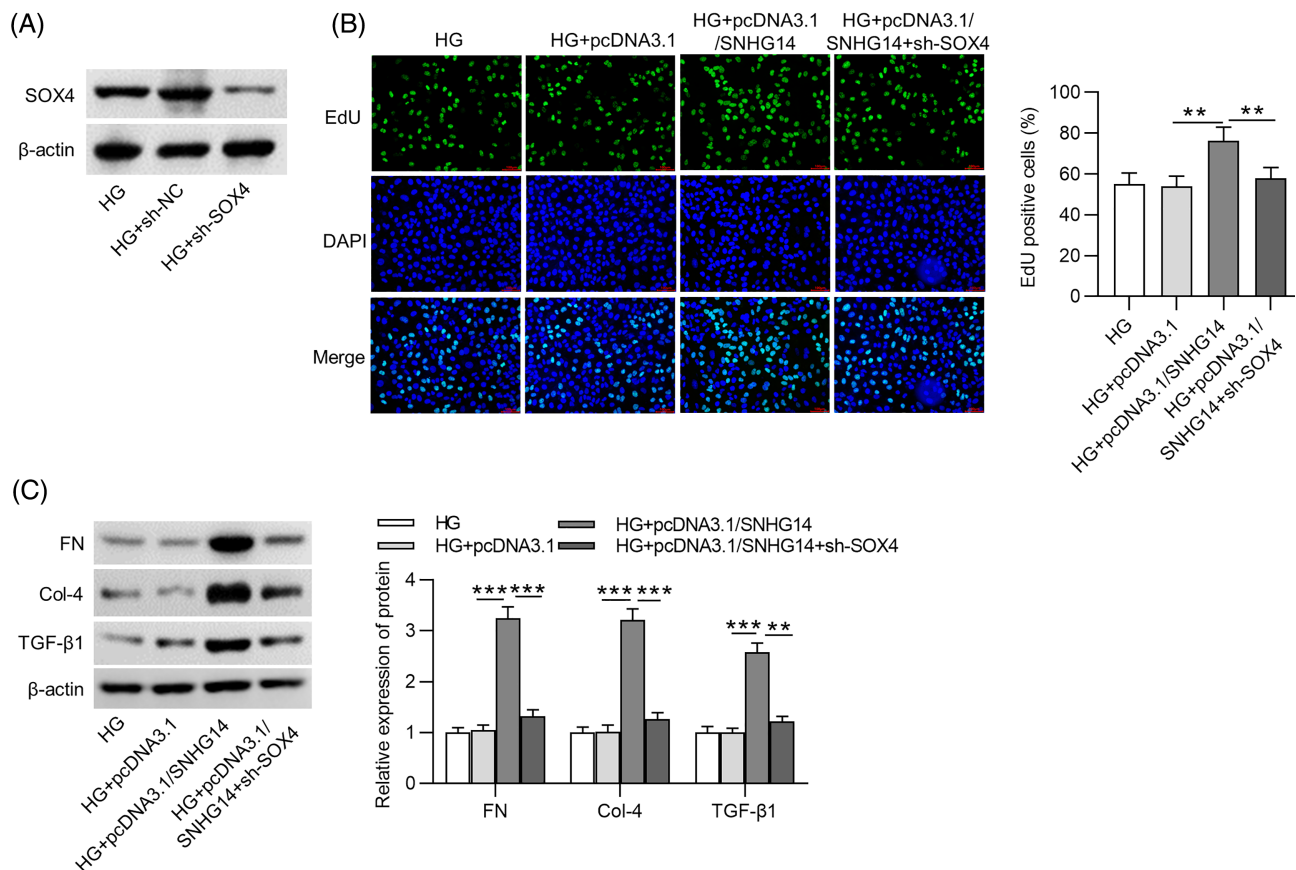 (A)
SOX4
β-actin
HG
HG+sh-NC
HG+sh-SOX4
(B)
HG
HG+pcDNA3.1
HG+pcDNA3.1
/SNHG14
HG+pcDNA3.1/
SNHG14+sh-SOX4
EdU
DAPI
Merge
EdU positive cells (%)
100
80
60
40
20
0
**
**
HG
HG+pcDNA3.1
HG+pcDNA3.1/SNHG14
HG+pcDNA3.1/
SNHG14+sh-SOX4
(C)
FN
Col-4
TGF-β1
β-actin
HG
HG+pcDNA3.1
HG+pcDNA3.1/SNHG14
HG+pcDNA3.1/
SNHG14+sh-SOX4
HG
HG+pcDNA3.1
HG+pcDNA3.1/SNHG14
HG+pcDNA3.1/SNHG14+sh-SOX4
Relative expression of protein
4
3
2
1
0
*** ***
*** ***
*** **
FN
Col-4
TGF-β1